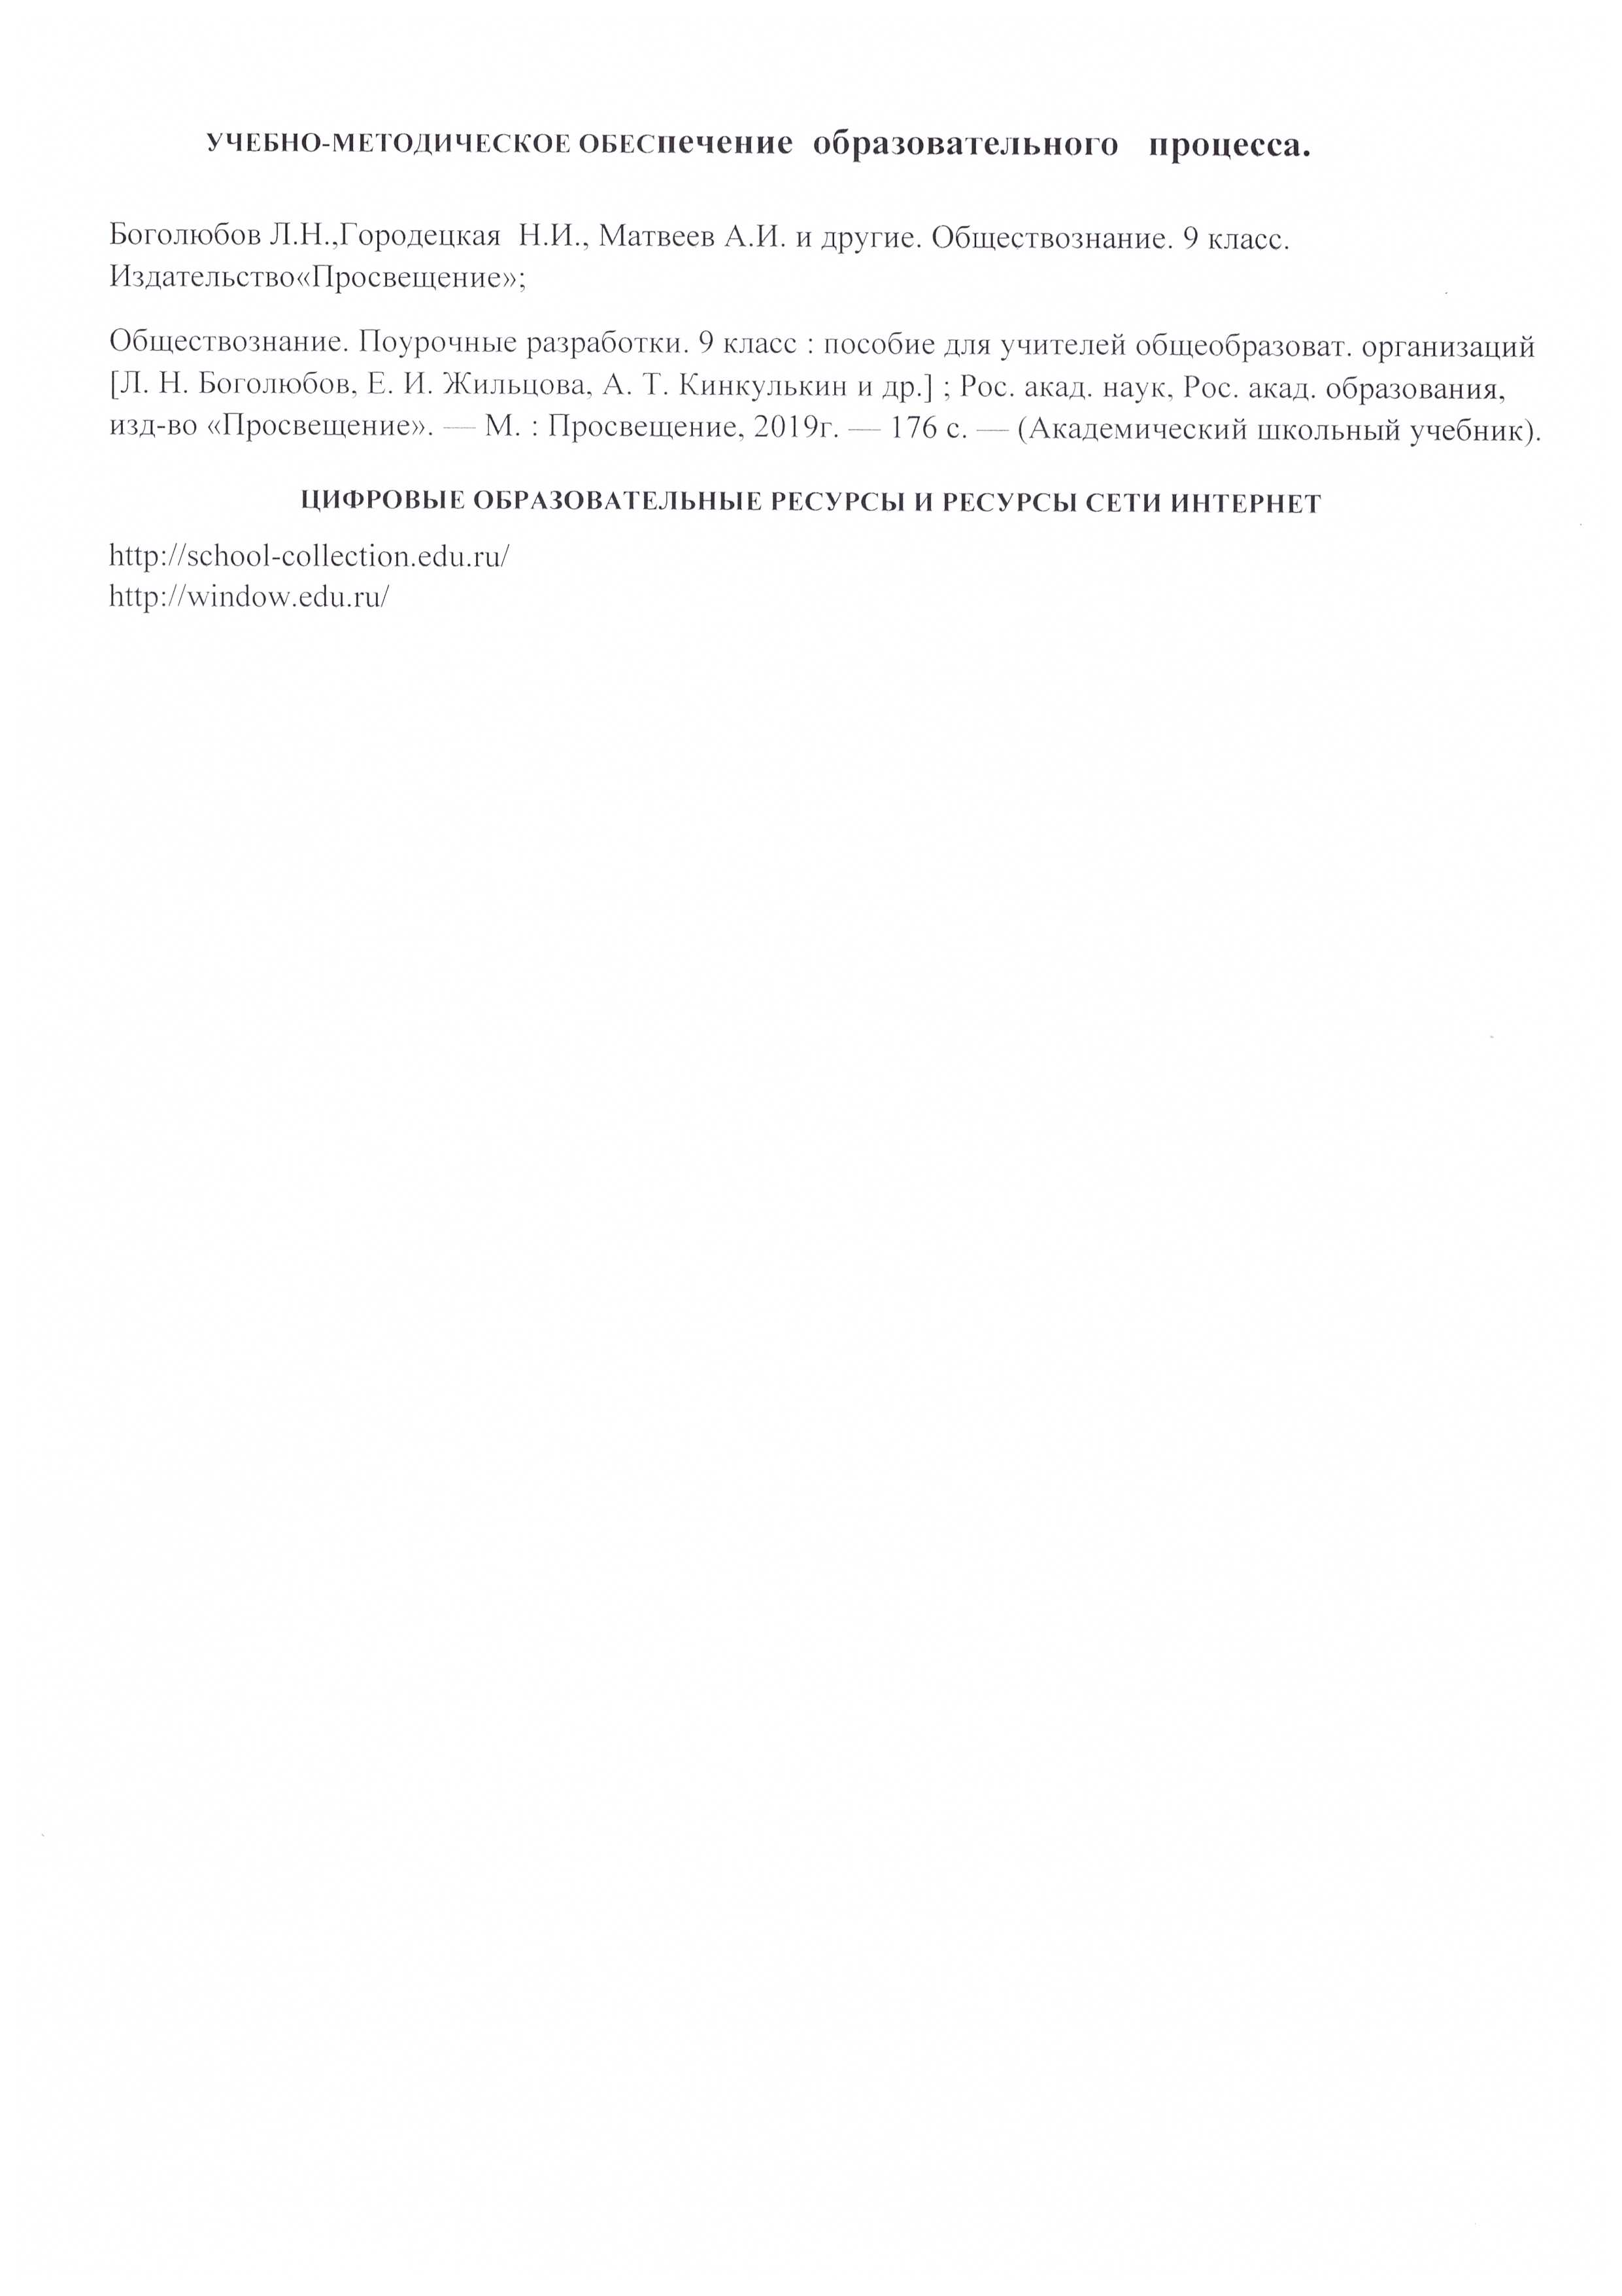 УЧЕБНО-МЕТОДИЧЕСКОЕ ОБЕСпечение образовательного процесса.
Боголюбов Л.Н.,Городецкая Н.И., Матвеев А.И. и другие. Обществознание. 9 класс.
Издательство«Просвещение»;
Обществознание. Поурочные разработки. 9 класс : пособие для учителей общеобразоват. организаций
[Л. Н. Боголюбов, Е. И. Жильцова, А. Т. Кинкулькин и др.] ; Рос. акад. наук, Рос. акад. образования,
изд-во «Просвещение». — М. : Просвещение, 2019г. — 176 с. — (Академический школьный учебник).
ЦИФРОВЫЕ ОБРАЗОВАТЕЛЬНЫЕ РЕСУРСЫ И РЕСУРСЫ СЕТИ ИНТЕРНЕТ
http://school-collection.edu.ru/
http://window.edu.ru/